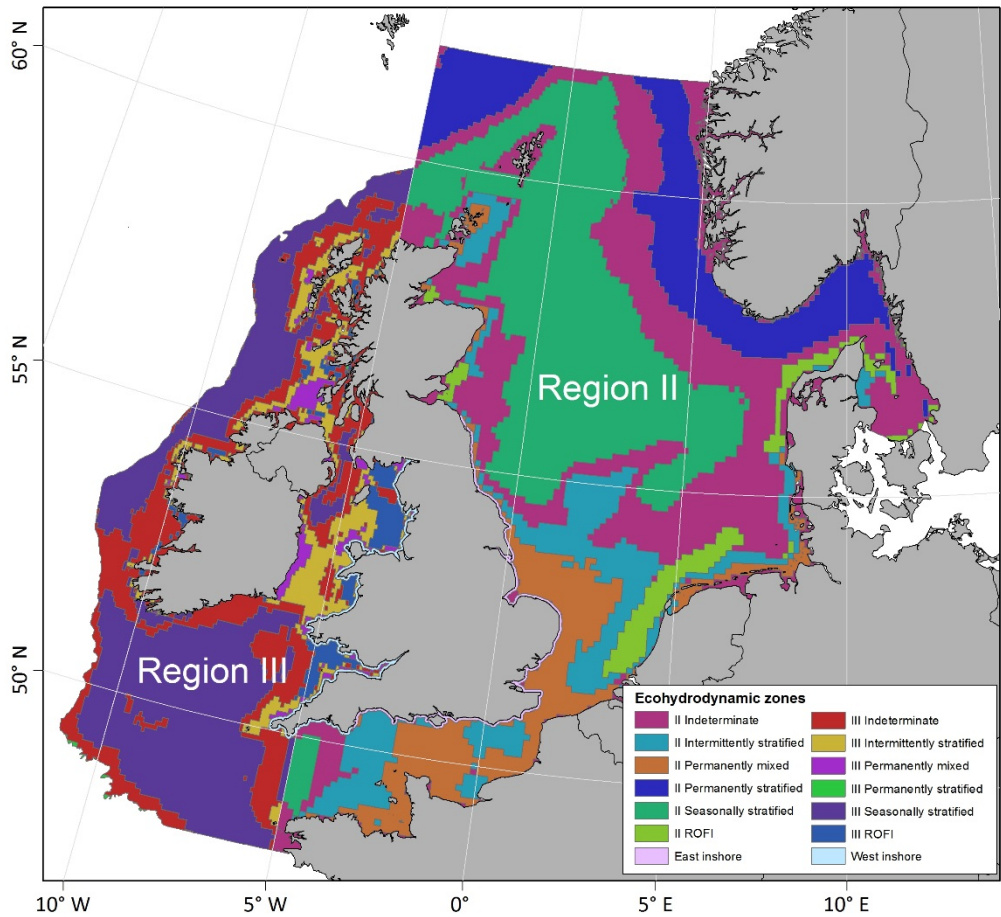 60° N
55° N
50° N
Region II
Region III
Ecohydrodynamic zones
II Indeterminate
III Indeterminate
II Intermittently stratified
III Intermittently stratified
II Permanently mixed
III Permanently mixed
II Permanently stratified
III Permanently stratified
II Seasonally stratified
III Seasonally stratified
II ROFI
III ROFI
East inshore
West inshore
10° W
5° W
0°
5° E
10° E